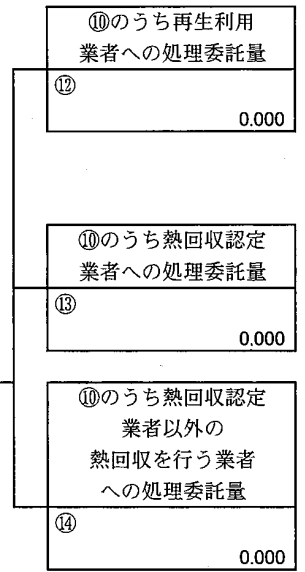 ⑩のうち再生利用
業者への処理委託量
⑫
0.000
⑩のうち熱回収認定
業者への処理委託量
⑬
0.000
⑩のうち熱回収認定
業者以外の
熱回収を行う業者
への処理委託量
⑭
0.000